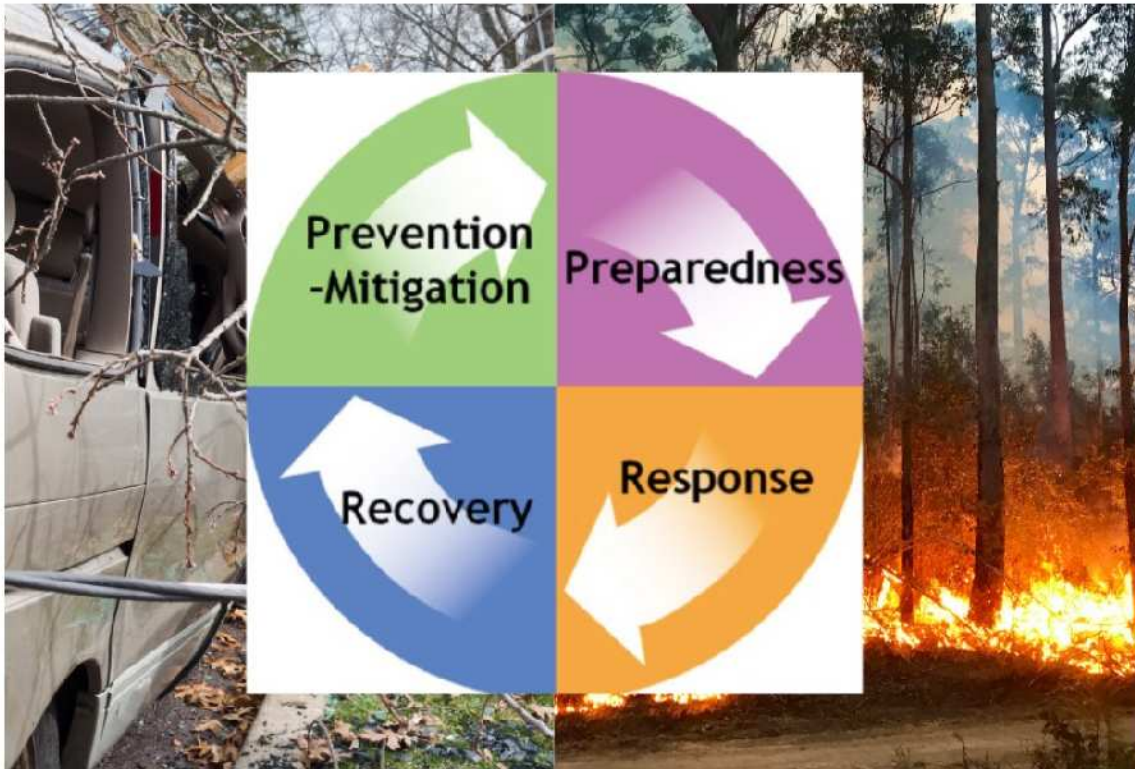 Prevention
-Mitigation
Preparedness
Response
Recovery